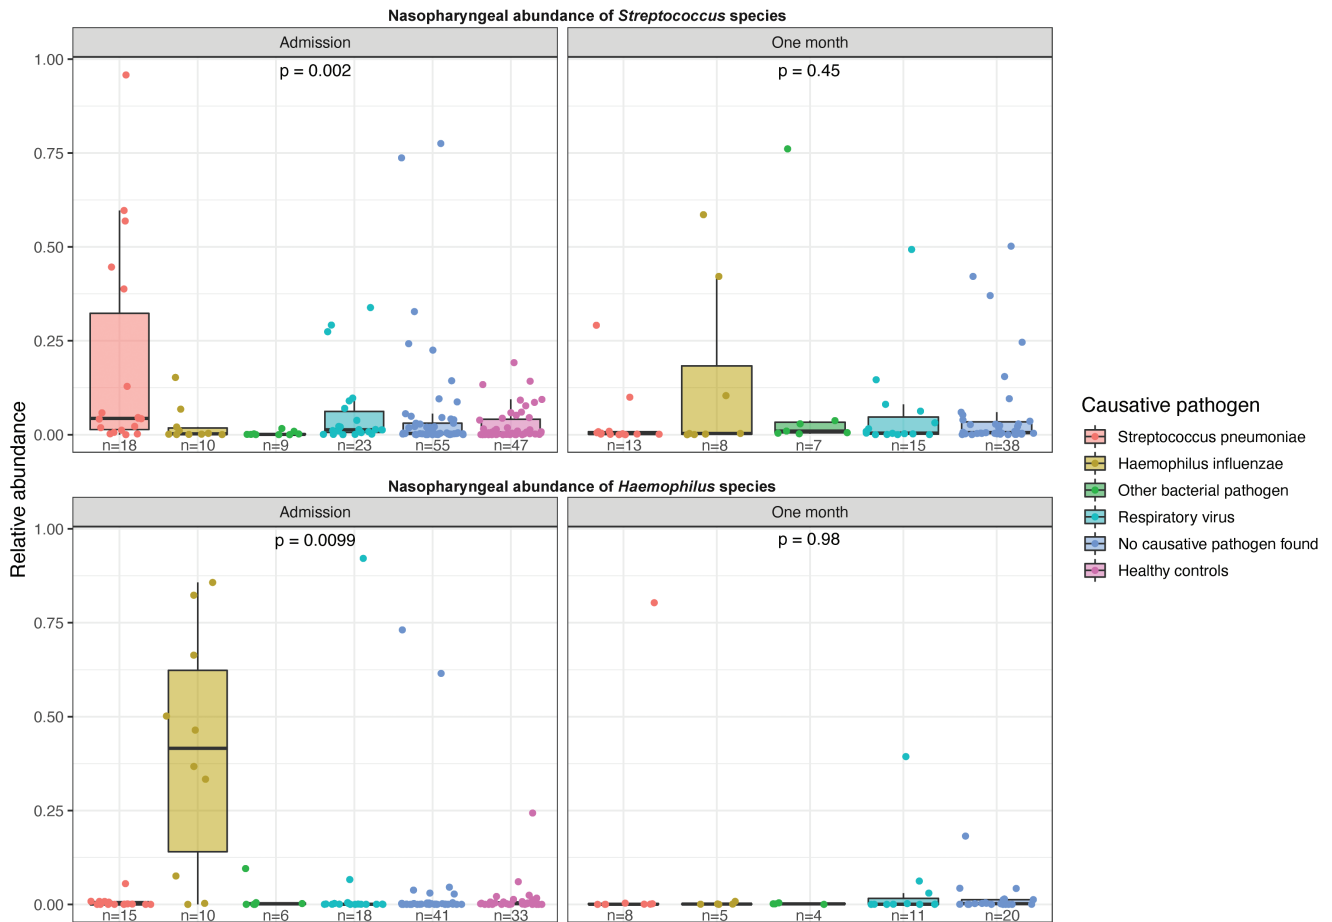 Nasopharyngeal abundance of Streptococcus species
Admission
One month
p = 0.002
p = 0.45
1.00
0.75
0.50
0.25
0.00
n=18
n=10
n=9
n=23
n=55
n=47
n=13
n=8
n=7
n=15
n=38
Relative abundance
Nasopharyngeal abundance of Haemophilus species
Admission
One month
p = 0.0099
p = 0.98
1.00
0.75
0.50
0.25
0.00
n=15
n=10
n=6
n=18
n=41
n=33
n=8
n=5
n=4
n=11
n=20
Causative pathogen
Streptococcus pneumoniae
Haemophilus influenzae
Other bacterial pathogen
Respiratory virus
No causative pathogen found
Healthy controls